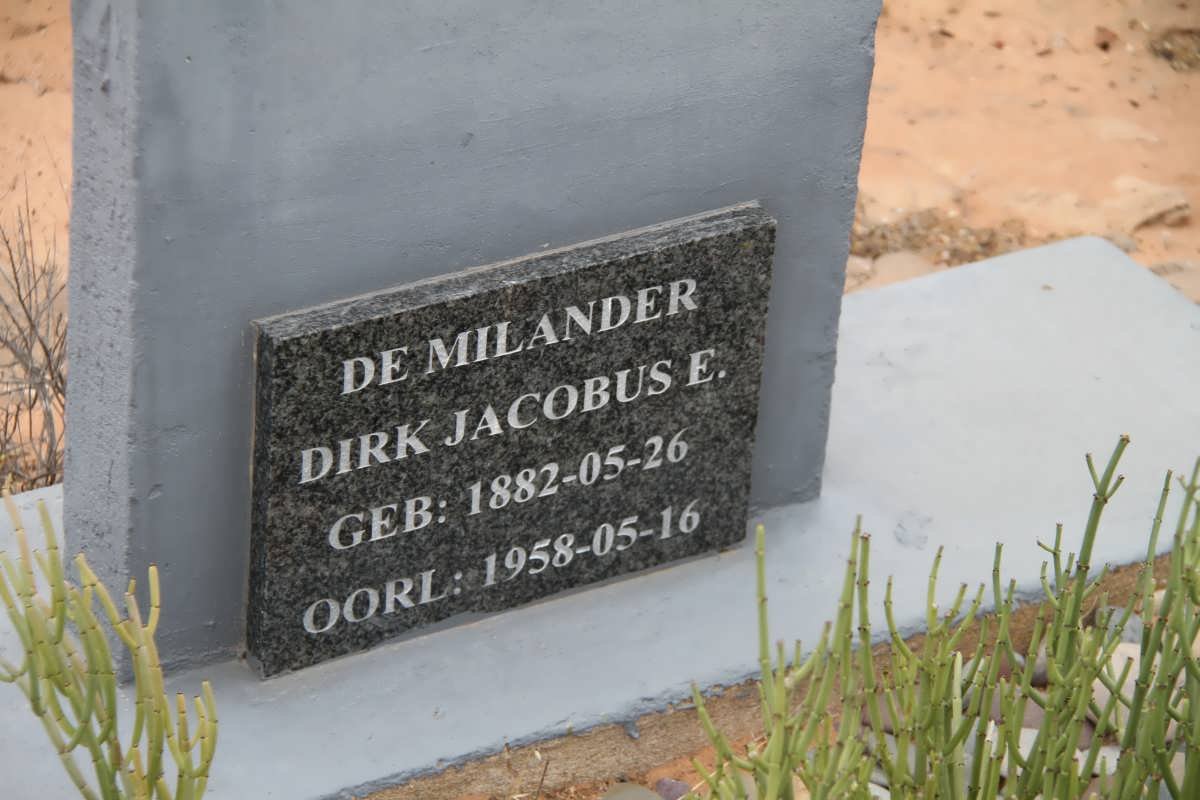 DE MILANDER
DIRK JACOBUS E.
GEB: 1882-05-26
OORL: 1958-05-16